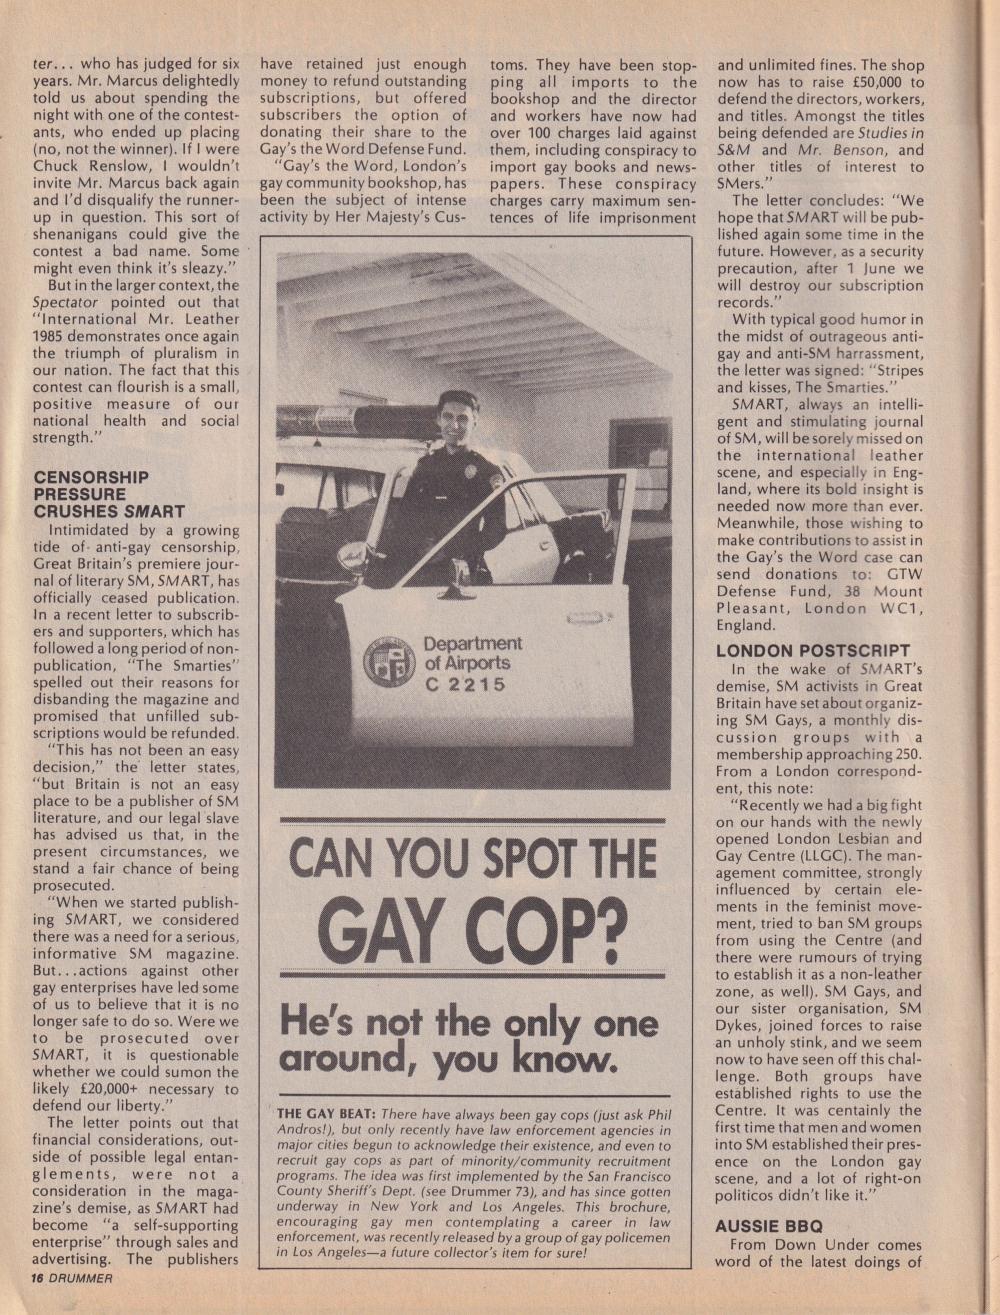 ter... who has judged for six
years. Mr. Marcus delightedly
told us about spending the
night with one of the contest-
ants, who ended up placing
(no, not the winner). If I were
Chuck Renslow, I wouldn't
invite Mr. Marcus back again
and I'd disqualify the runner-
up in question. This sort of
shenanigans could give the
contest a bad name. Some
might even think it's sleazy."
But in the larger context, the
Spectator pointed out that
"International Mr. Leather
1985 demonstrates once again
the triumph of pluralism in
our nation. The fact that this
contest can flourish is a small,
positive measure of our
national health and social
strength."
CENSORSHIP
PRESSURE
CRUSHES SMART
Intimidated by a growing
tide of anti-gay censorship,
Great Britain's premiere jour-
nal of literary SM, SMART, has
officially ceased publication.
In a recent letter to subscrib-
ers and supporters, which has
followed a long period of non-
publication, "The Smarties"
spelled out their reasons for
disbanding the magazine and
promised that unfilled sub-
scriptions would be refunded.
"This has not been an easy
decision," the letter states,
"but Britain is not an easy
place to be a publisher of SM
literature, and our legal slave
has advised us that, in the
present circumstances, we
stand a fair chance of being
prosecuted.
"When we started publish-
ing SMART, we considered
there was a need for a serious,
informative SM magazine.
But...actions against other
gay enterprises have led some
of us to believe that it is no
longer safe to do so. Were we
to be prosecuted over
SMART, it is questionable
whether we could sumon the
likely £20,000+ necessary to
defend our liberty."
The letter points out that
financial considerations, out-
side of possible legal entan-
glements, were not a
consideration in the maga-
zine's demise, as SMART had
become "a self-supporting
enterprise" through sales and
advertising. The publishers
have retained just enough
money to refund outstanding
subscriptions, but offered
subscribers the option of
donating their share to the
Gay's the Word Defense Fund.
"Gay's the Word, London's
gay community bookshop, has
been the subject of intense
activity by Her Majesty's Cus-
toms. They have been stop-
ping all imports to the
bookshop and the director
and workers have now had
over 100 charges laid against
them, including conspiracy to
import gay books and news-
papers. These conspiracy
charges carry maximum sen-
tences of life imprisonment
and unlimited fines. The shop
now has to raise £50,000 to
defend the directors, workers,
and titles. Amongst the titles
being defended are Studies in
S&M and Mr. Benson, and
other titles of interest to
SMers."
The letter concludes: "We
hope that SMART will be pub-
lished again some time in the
future. However, as a security
precaution, after 1 June we
will destroy our subscription
records."
With typical good humor in
the midst of outrageous anti-
gay and anti-SM harrassment,
the letter was signed: "Stripes
and kisses, The Smarties."
SMART, always an intelli-
gent and stimulating journal
of SM, will be sorely missed on
the international leather
scene, and especially in Eng-
land, where its bold insight is
needed now more than ever.
Meanwhile, those wishing to
make contributions to assist in
the Gay's the Word case can
send donations to: GTW
Defense Fund, 38 Mount
Pleasant, London WC1,
England.
LONDON POSTSCRIPT
In the wake of SMART's
demise, SM activists in Great
Britain have set about organiz-
ing SM Gays, a monthly dis-
cussion groups with a
membership approaching 250.
From a London correspond-
ent, this note:
"Recently we had a big fight
on our hands with the newly
opened London Lesbian and
Gay Centre (LLGC). The man-
agement committee, strongly
influenced by certain ele-
ments in the feminist move-
ment, tried to ban SM groups
from using the Centre (and
there were rumours of trying
to establish it as a non-leather
zone, as well). SM Gays, and
our sister organisation, SM
Dykes, joined forces to raise
an unholy stink, and we seem
now to have seen off this chal-
lenge. Both groups have
established rights to use the
Centre. It was centainly the
first time that men and women
into SM established their pres-
ence on the London gay
scene, and a lot of right-on
politicos didn't like it."
AUSSIE BBQ
From Down Under comes
word of the latest doings of
Department
of Airports
C 2215
CAN YOU SPOT THE
GAY COP?
He's not the only one
around, you know.
THE GAY BEAT: There have always been gay cops (just ask Phil
Andros!), but only recently have law enforcement agencies in
major cities begun to acknowledge their existence, and even to
recruit gay cops as part of minority/community recruitment
programs. The idea was first implemented by the San Francisco
County Sheriff's Dept. (see Drummer 73), and has since gotten
underway in New York and Los Angeles. This brochure,
encouraging gay men contemplating a career in law
enforcement, was recently released by a group of gay policemen
in Los Angeles—a future collector's item for sure!
16 DRUMMER